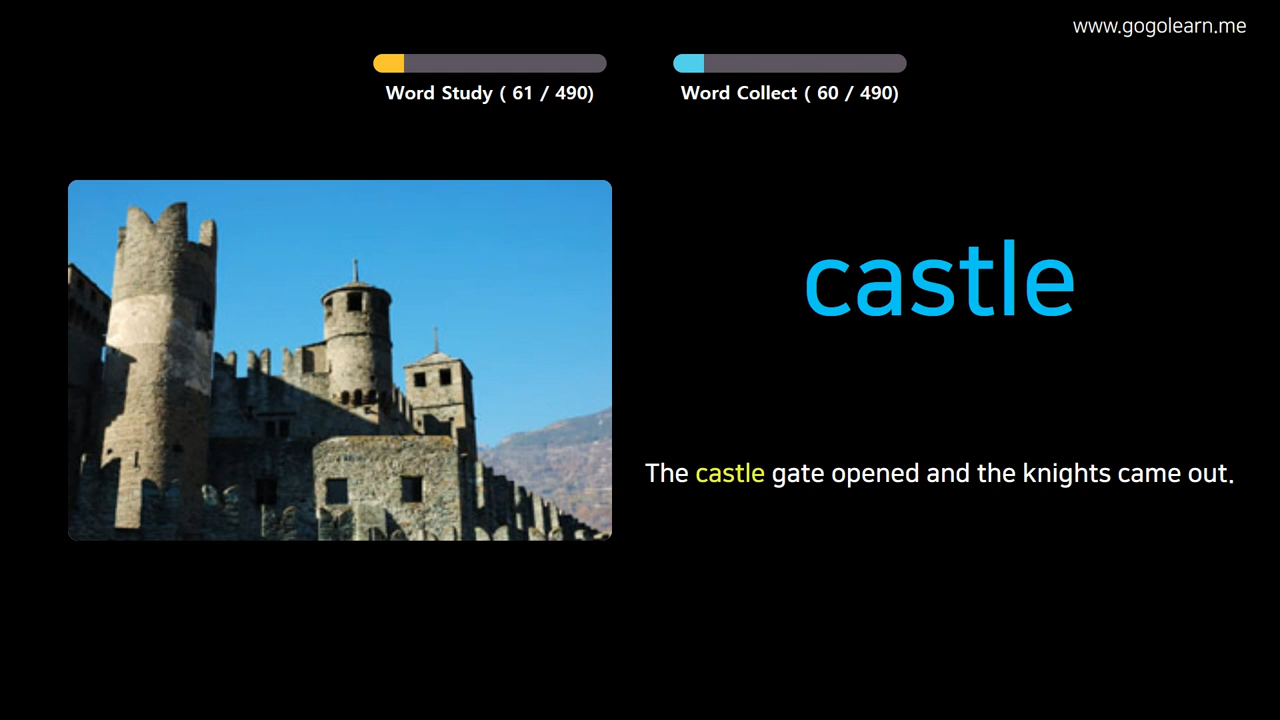 www.gogolearn.me
Word Study ( 61 / 490)
Word Collect ( 60 / 490)
castle
The castle gate opened and the knights came out.